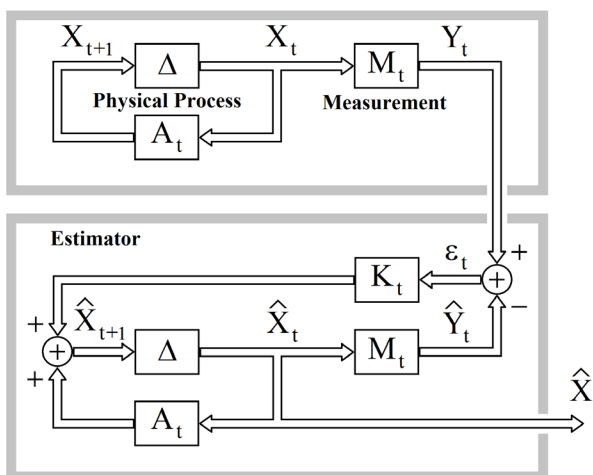 X_{t+1} Δ X_t M_t Y_t
Physical Process Measurement
A_t
Estimator
ε_t +
K_t
−
+ X̂_{t+1} Δ X̂_t M_t Ŷ_t
+
+ A_t X̂